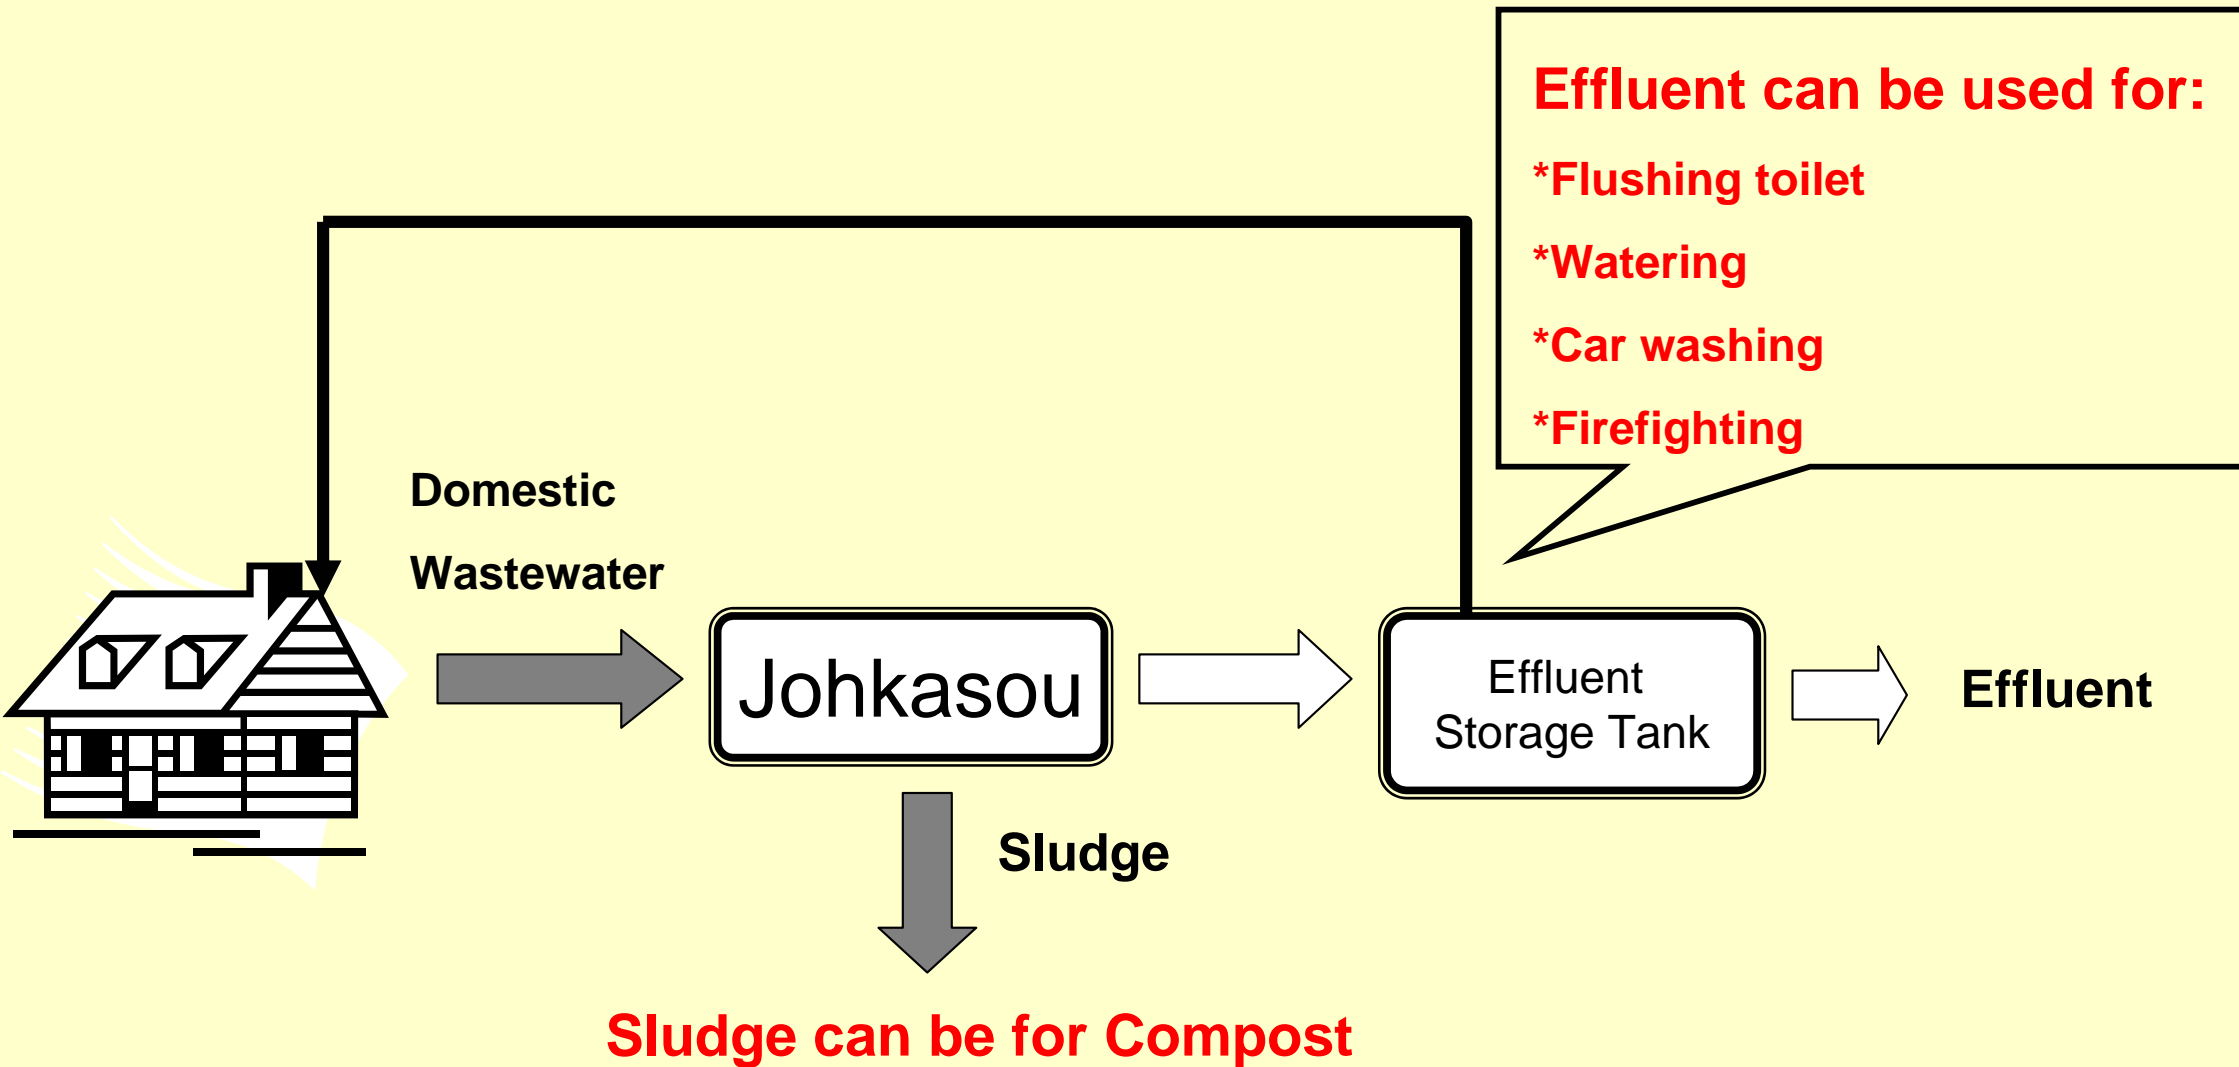 Effluent can be used for:
*Flushing toilet
*Watering
*Car washing
*Firefighting
Domestic
Wastewater
Johkasou
Effluent
Storage Tank
Effluent
Sludge
Sludge can be for Compost